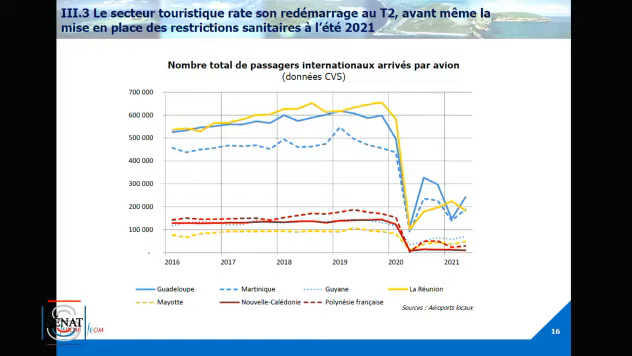 III.3 Le secteur touristique rate son redémarrage au T2, avant même la
mise en place des restrictions sanitaires à l'été 2021
Nombre total de passagers internationaux arrivés par avion
(données CVS)
700 000
600 000
500 000
400 000
300 000
200 000
100 000
-
2016 2017 2018 2019 2020 2021
Guadeloupe Martinique Guyane La Réunion
Mayotte Nouvelle-Calédonie Polynésie française
Sources : Aéroports locaux
16
SENAT